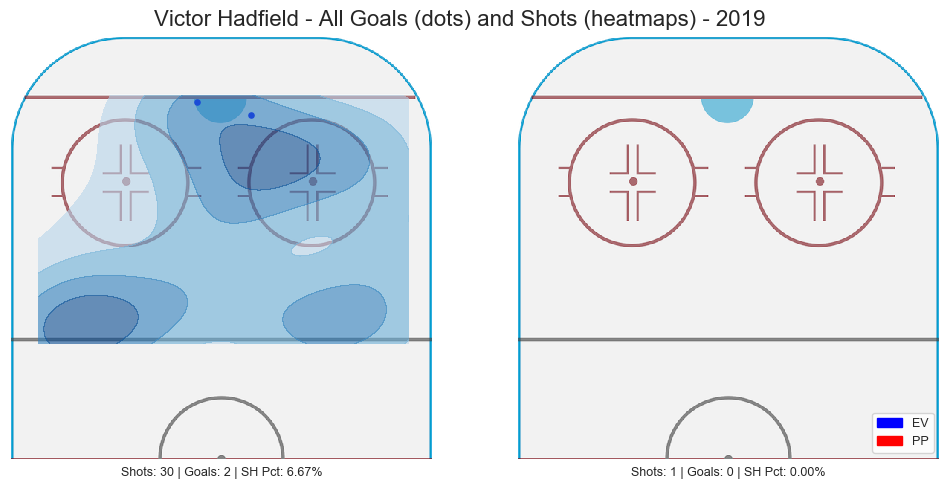 Victor Hadfield - All Goals (dots) and Shots (heatmaps) - 2019
EV
PP
Shots: 30 | Goals: 2 | SH Pct: 6.67%
Shots: 1 | Goals: 0 | SH Pct: 0.00%